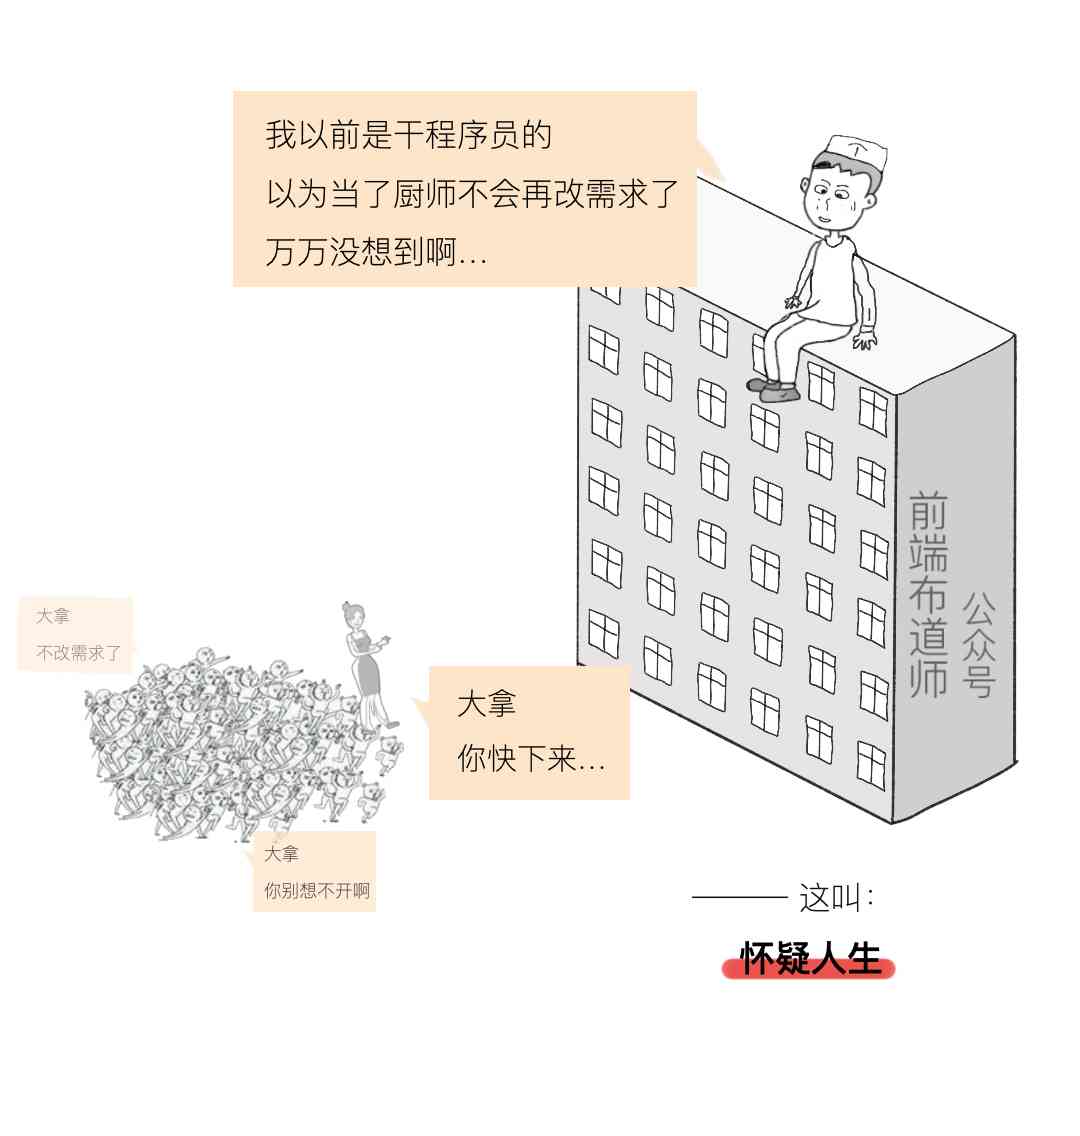 我以前是干程序员的
以为当了厨师不会再改需求了
万万没想到啊...
前端布道师
公众号
大拿
不改需求了
大拿
你快下来...
大拿
你别想不开啊
——— 这叫：
怀疑人生